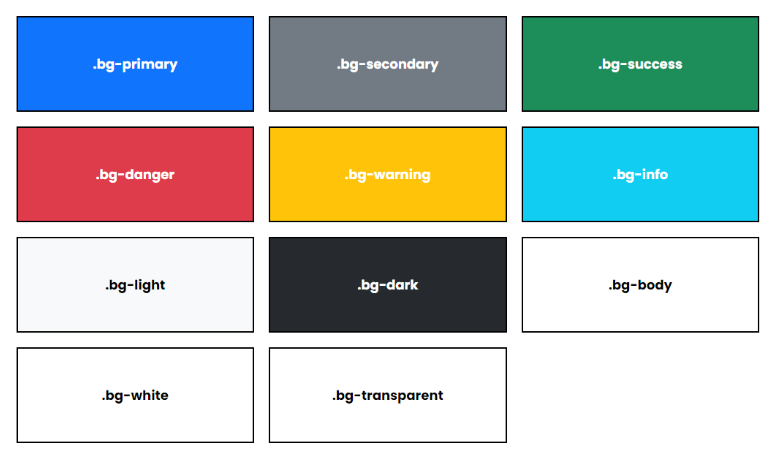 .bg-primary
.bg-secondary
.bg-success
.bg-danger
.bg-warning
.bg-info
.bg-light
.bg-dark
.bg-body
.bg-white
.bg-transparent